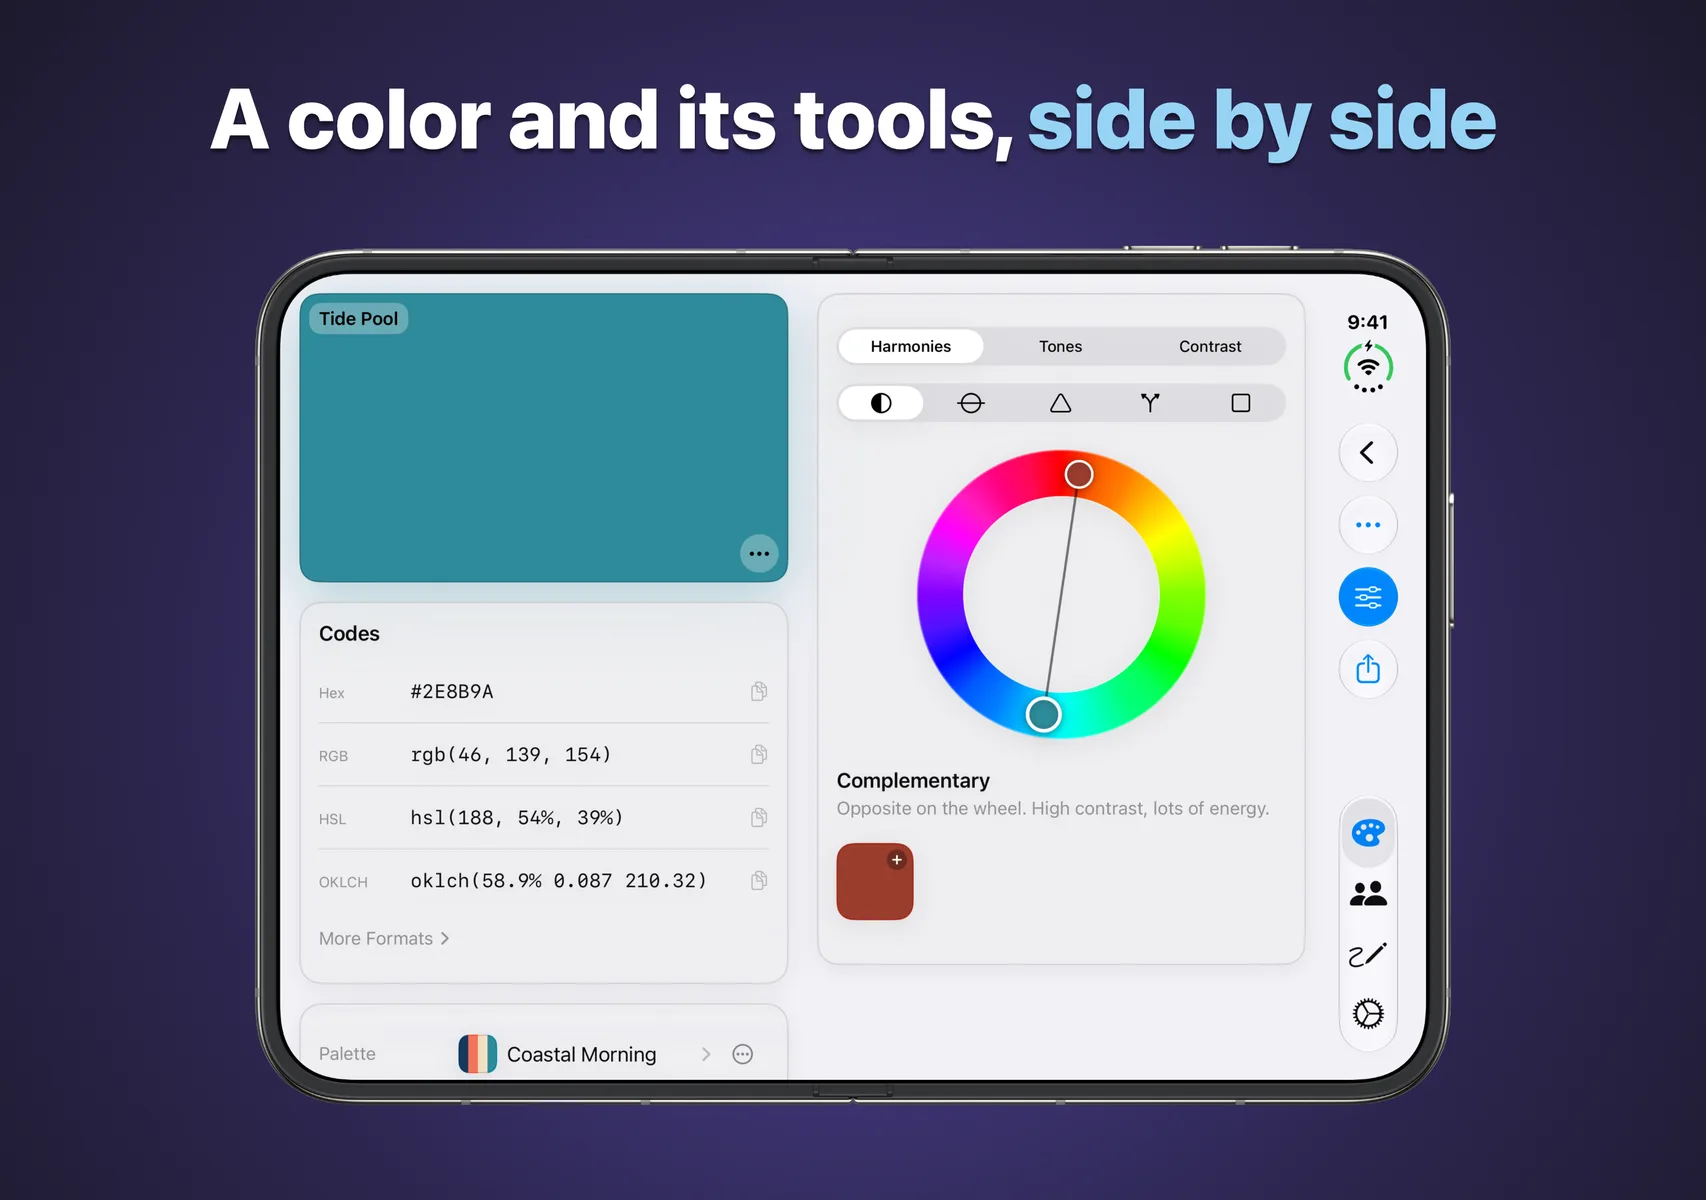 A color and its tools, side by side
Tide Pool
Codes
Hex #2E8B9A
RGB rgb(46, 139, 154)
HSL hsl(188, 54%, 39%)
OKLCH oklch(58.9% 0.087 210.32)
More Formats
Palette Coastal Morning
Harmonies Tones Contrast
Complementary
Opposite on the wheel. High contrast, lots of energy.
9:41